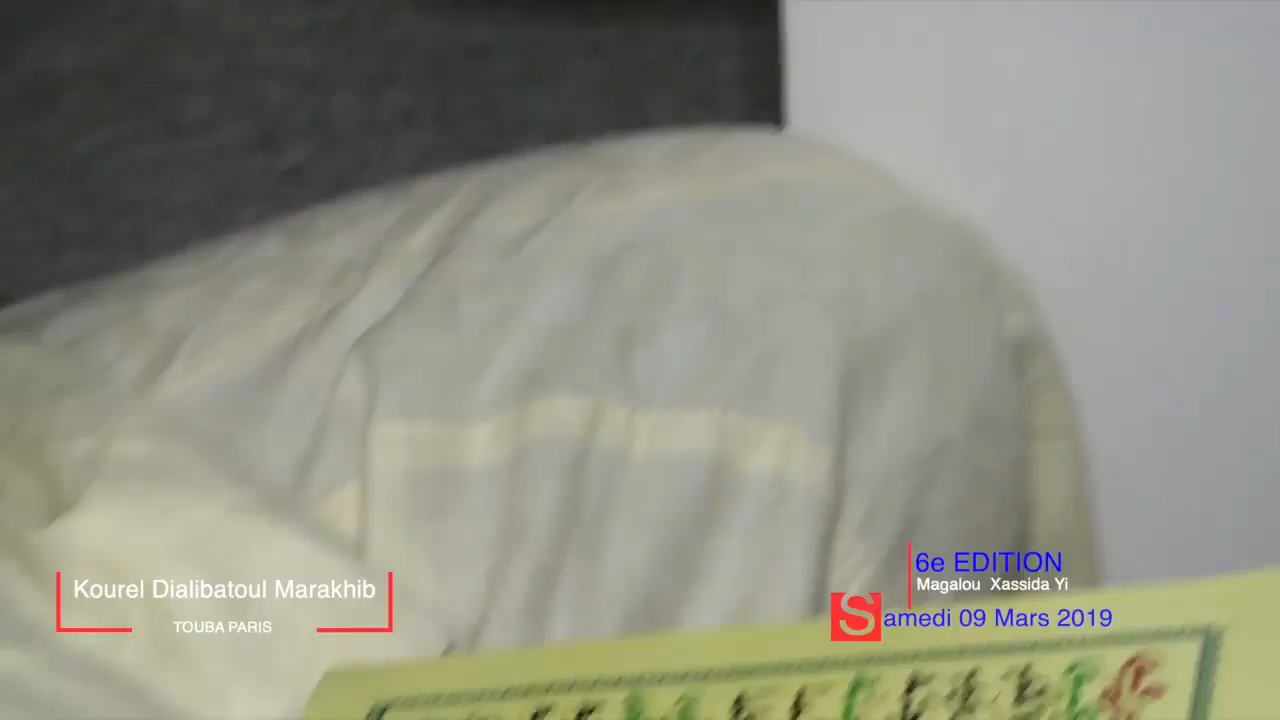 Kourel Dialibatoul Marakhib
TOUBA PARIS
6e EDITION
Magalou Xassida Yi
Samedi 09 Mars 2019